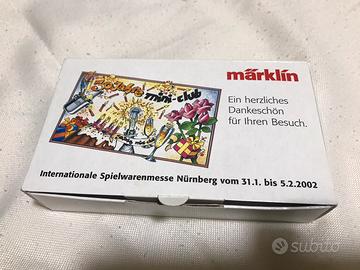 märklin
mini-club
Ein herzliches
Dankeschön
für Ihren Besuch.
Internationale Spielwarenmesse Nürnberg vom 31.1. bis 5.2.2002
subito